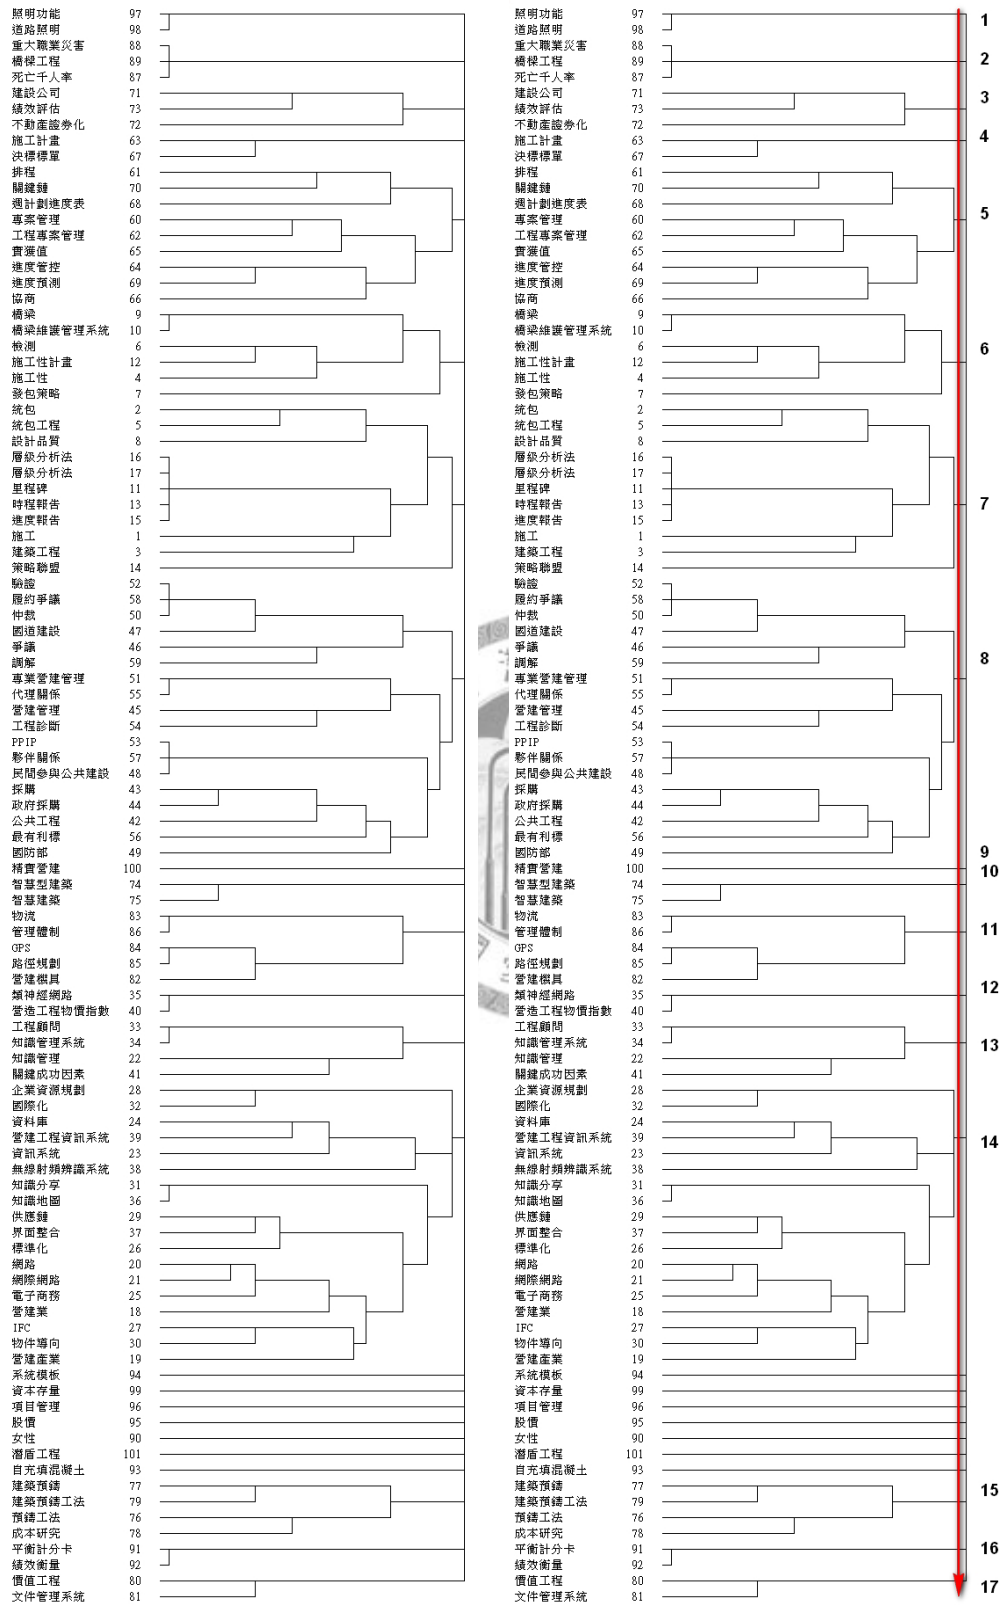 照明功能 97 照明功能 97 1
道路照明 98 道路照明 98
重大職業災害 88 重大職業災害 88
橋樑工程 89 橋樑工程 89 2
死亡千人率 87 死亡千人率 87
建設公司 71 建設公司 71 3
績效評估 73 績效評估 73
不動產證券化 72 不動產證券化 72
施工計畫 63 施工計畫 63 4
決標標單 67 決標標單 67
排程 61 排程 61
關鍵鏈 70 關鍵鏈 70
週計劃進度表 68 週計劃進度表 68
專案管理 60 專案管理 60 5
工程專案管理 62 工程專案管理 62
實獲值 65 實獲值 65
進度管控 64 進度管控 64
進度預測 69 進度預測 69
協商 66 協商 66
橋梁 9 橋梁 9
橋梁維護管理系統 10 橋梁維護管理系統 10
檢測 6 檢測 6 6
施工性計畫 12 施工性計畫 12
施工性 4 施工性 4
發包策略 7 發包策略 7
統包 2 統包 2
統包工程 5 統包工程 5
設計品質 8 設計品質 8
層級分析法 16 層級分析法 16
層級分析法 17 層級分析法 17
里程碑 11 里程碑 11
時程報告 13 時程報告 13 7
進度報告 15 進度報告 15
施工 1 施工 1
建築工程 3 建築工程 3
策略聯盟 14 策略聯盟 14
驗證 52 驗證 52
履約爭議 58 履約爭議 58
仲裁 50 仲裁 50
國道建設 47 國道建設 47
爭議 46 爭議 46
調解 59 調解 59 8
專業營建管理 51 專業營建管理 51
代理關係 55 代理關係 55
營建管理 45 營建管理 45
工程診斷 54 工程診斷 54
PPIP 53 PPIP 53
夥伴關係 57 夥伴關係 57
民間參與公共建設 48 民間參與公共建設 48
採購 43 採購 43
政府採購 44 政府採購 44
公共工程 42 公共工程 42
最有利標 56 最有利標 56
國防部 49 國防部 49 9
精實營建 100 精實營建 100 10
智慧型建築 74 智慧型建築 74
智慧建築 75 智慧建築 75
物流 83 物流 83
管理體制 86 管理體制 86 11
GPS 84 GPS 84
路徑規劃 85 路徑規劃 85
營建機具 82 營建機具 82
類神經網路 35 類神經網路 35 12
營造工程物價指數 40 營造工程物價指數 40
工程顧問 33 工程顧問 33
知識管理系統 34 知識管理系統 34 13
知識管理 22 知識管理 22
關鍵成功因素 41 關鍵成功因素 41
企業資源規劃 28 企業資源規劃 28
國際化 32 國際化 32
資料庫 24 資料庫 24
營建工程資訊系統 39 營建工程資訊系統 39 14
資訊系統 23 資訊系統 23
無線射頻辨識系統 38 無線射頻辨識系統 38
知識分享 31 知識分享 31
知識地圖 36 知識地圖 36
供應鏈 29 供應鏈 29
界面整合 37 界面整合 37
標準化 26 標準化 26
網路 20 網路 20
網際網路 21 網際網路 21
電子商務 25 電子商務 25
營建業 18 營建業 18
IFC 27 IFC 27
物件導向 30 物件導向 30
營建產業 19 營建產業 19
系統模板 94 系統模板 94
資本存量 99 資本存量 99
項目管理 96 項目管理 96
股價 95 股價 95
女性 90 女性 90
潛盾工程 101 潛盾工程 101
自充填混凝土 93 自充填混凝土 93
建築預鑄 77 建築預鑄 77 15
建築預鑄工法 79 建築預鑄工法 79
預鑄工法 76 預鑄工法 76
成本研究 78 成本研究 78
平衡計分卡 91 平衡計分卡 91 16
績效衡量 92 績效衡量 92
價值工程 80 價值工程 80 17
文件管理系統 81 文件管理系統 81